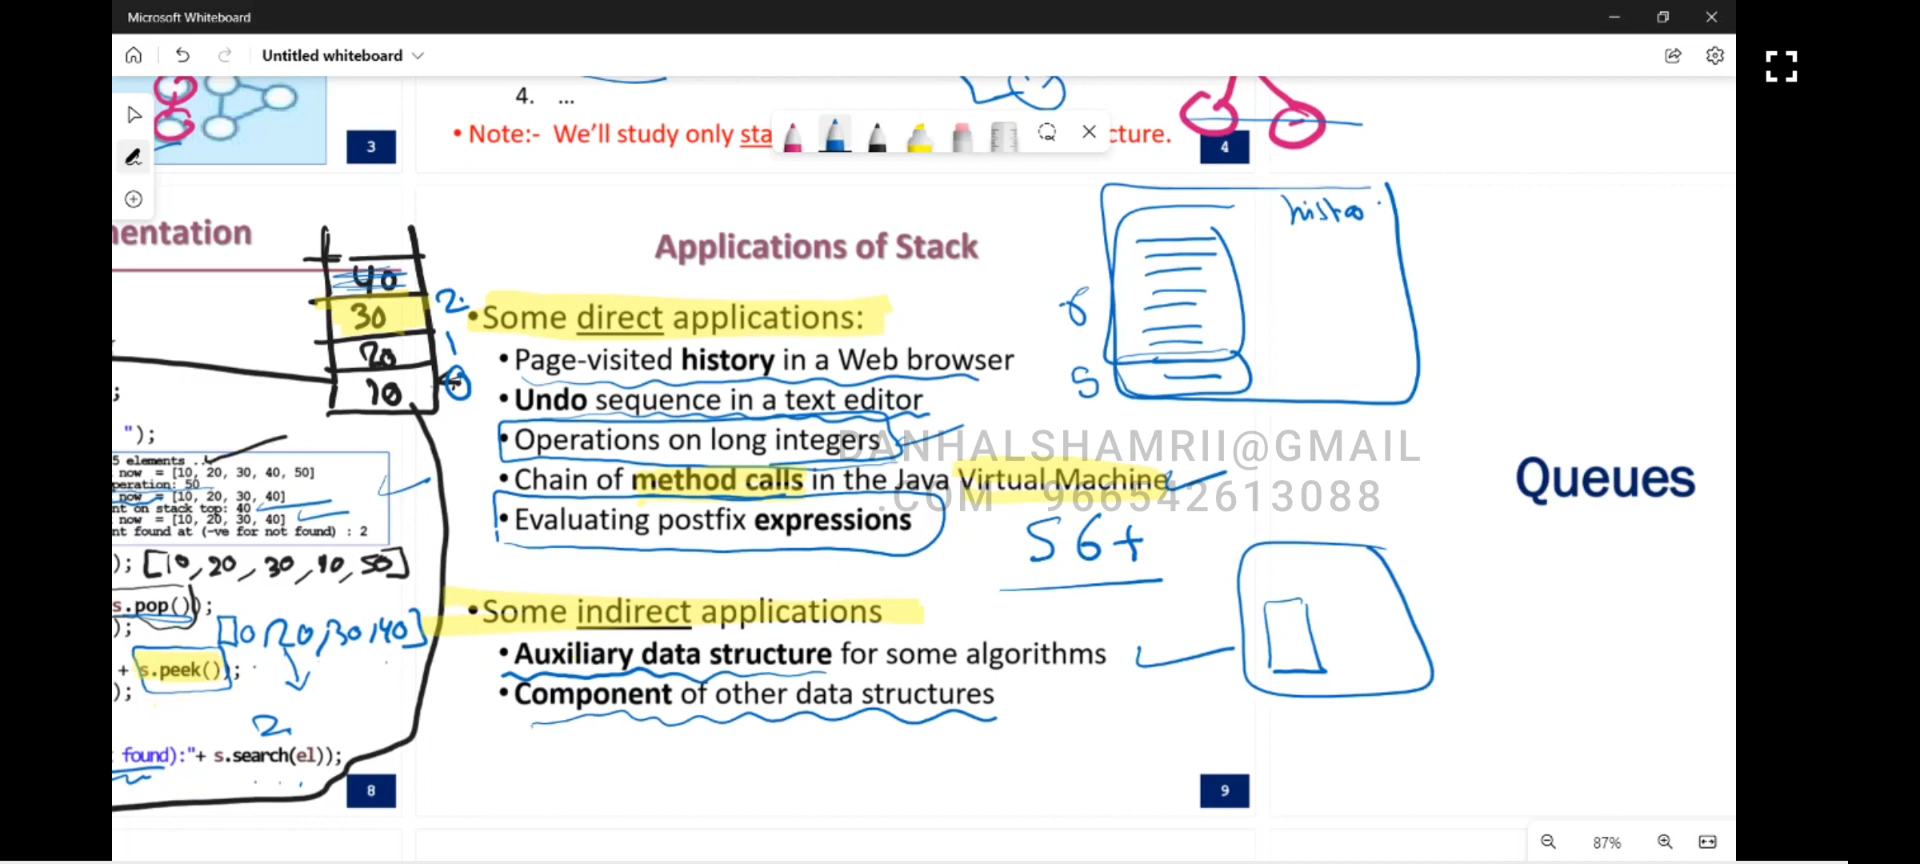 Microsoft Whiteboard
Untitled whiteboard
4. ...
• Note:- We'll study only sta
cture.
3
4
nentation
40
30
20
10
2
1
0
;
");
5 elements ..
now = [10, 20, 30, 40, 50]
peration: 50
now = [10, 20, 30, 40]
nt on stack top: 40
now = [10, 20, 30, 40]
nt found at (-ve for not found) : 2
); [10, 20, 30, 40, 50]
s.pop());
); [10, 20, 30, 40]
+ s.peek());
);
2
found):"+ s.search(el));
8
Applications of Stack
• Some direct applications:
• Page-visited history in a Web browser
• Undo sequence in a text editor
• Operations on long integers
• Chain of method calls in the Java Virtual Machine
• Evaluating postfix expressions
56+
• Some indirect applications
• Auxiliary data structure for some algorithms
• Component of other data structures
9
histo
S
DANHALSHAMRII@GMAIL
.COM 966542613088
Queues
87%